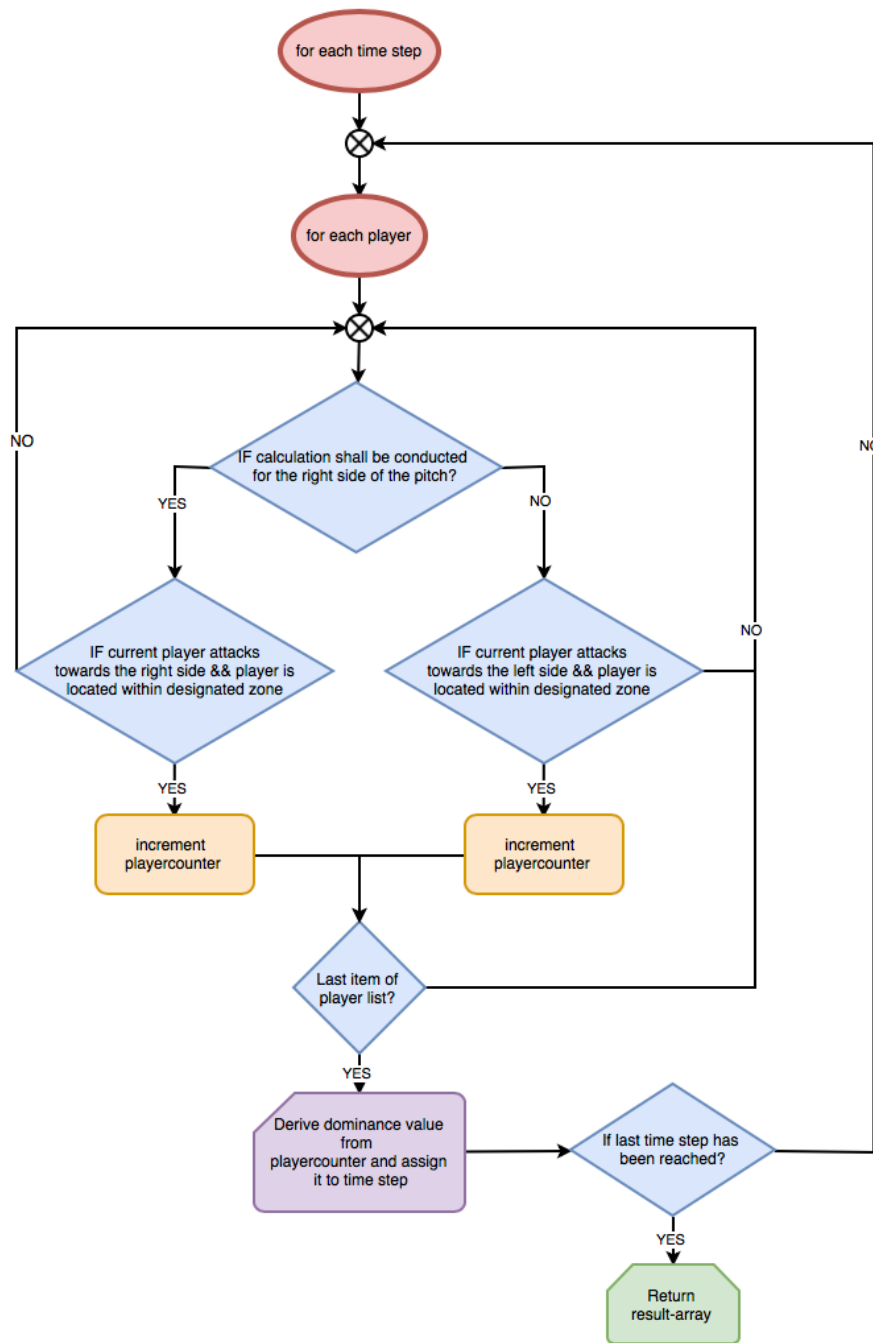 for each time step
for each player
NO
IF calculation shall be conducted
for the right side of the pitch?
YES
NO
NO
IF current player attacks
towards the right side && player is
located within designated zone
IF current player attacks
towards the left side && player is
located within designated zone
NO
YES
YES
increment
playercounter
increment
playercounter
Last item of
player list?
YES
Derive dominance value
from
playercounter and assign
it to time step
If last time step has
been reached?
YES
Return
result-array